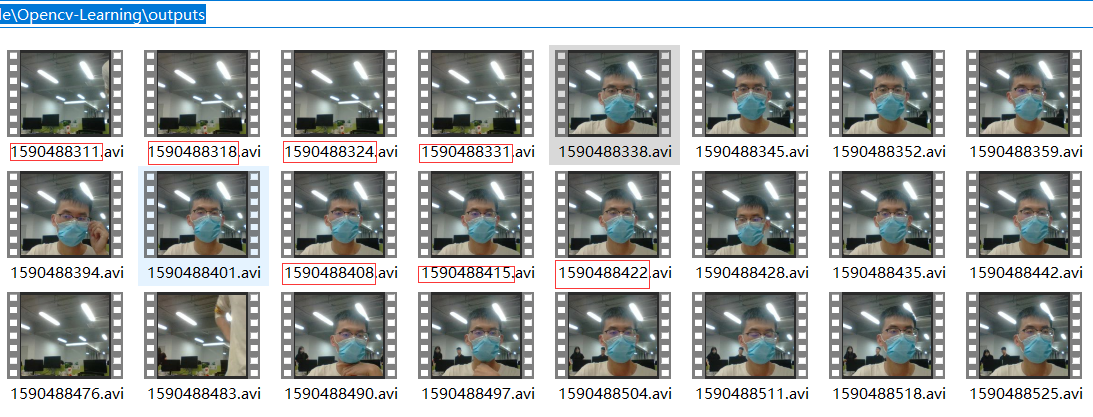 le\Opencv-Learning\outputs
1590488311.avi 1590488318.avi 1590488324.avi 1590488331.avi 1590488338.avi 1590488345.avi 1590488352.avi 1590488359.avi
1590488394.avi 1590488401.avi 1590488408.avi 1590488415.avi 1590488422.avi 1590488428.avi 1590488435.avi 1590488442.avi
1590488476.avi 1590488483.avi 1590488490.avi 1590488497.avi 1590488504.avi 1590488511.avi 1590488518.avi 1590488525.avi